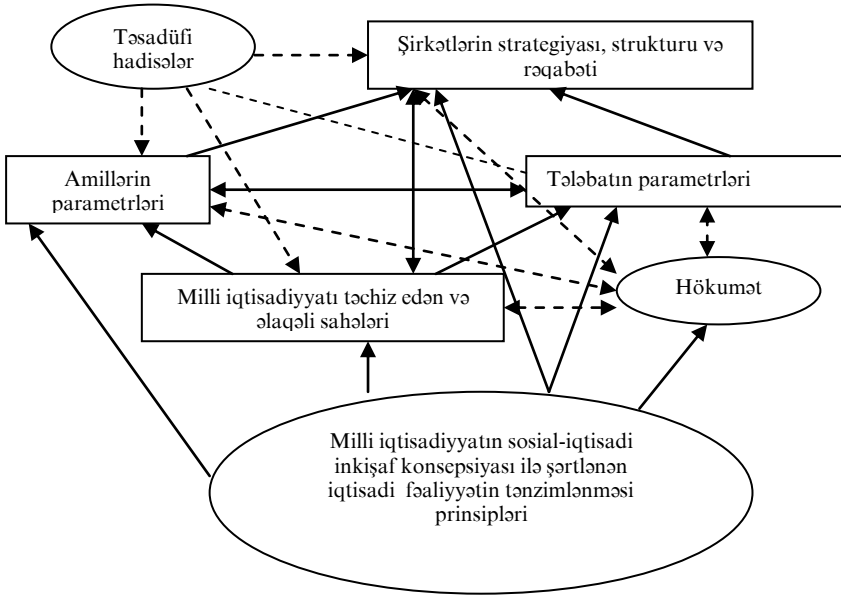 Təsadüfi
hadisələr
Şirkətlərin strategiyası, strukturu və
rəqabəti
Amillərin
parametrləri
Tələbatın parametrləri
Milli iqtisadiyyatı təchiz edən və
əlaqəli sahələri
Hökumət
Milli iqtisadiyyatın sosial-iqtisadi
inkişaf konsepsiyası ilə şərtlənən
iqtisadi fəaliyyətin tənzimlənməsi
prinsipləri